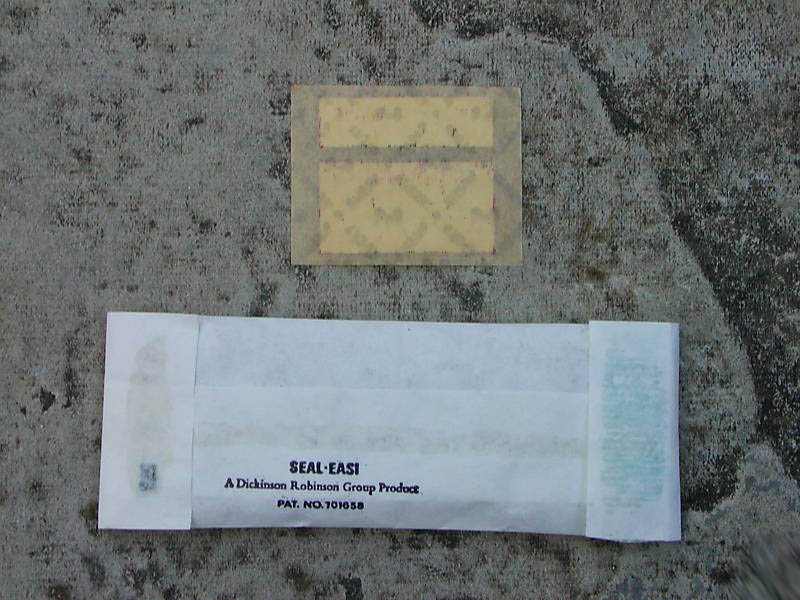 SEAL·EASI
A Dickinson Robinson Group Product
PAT. NO. 701658